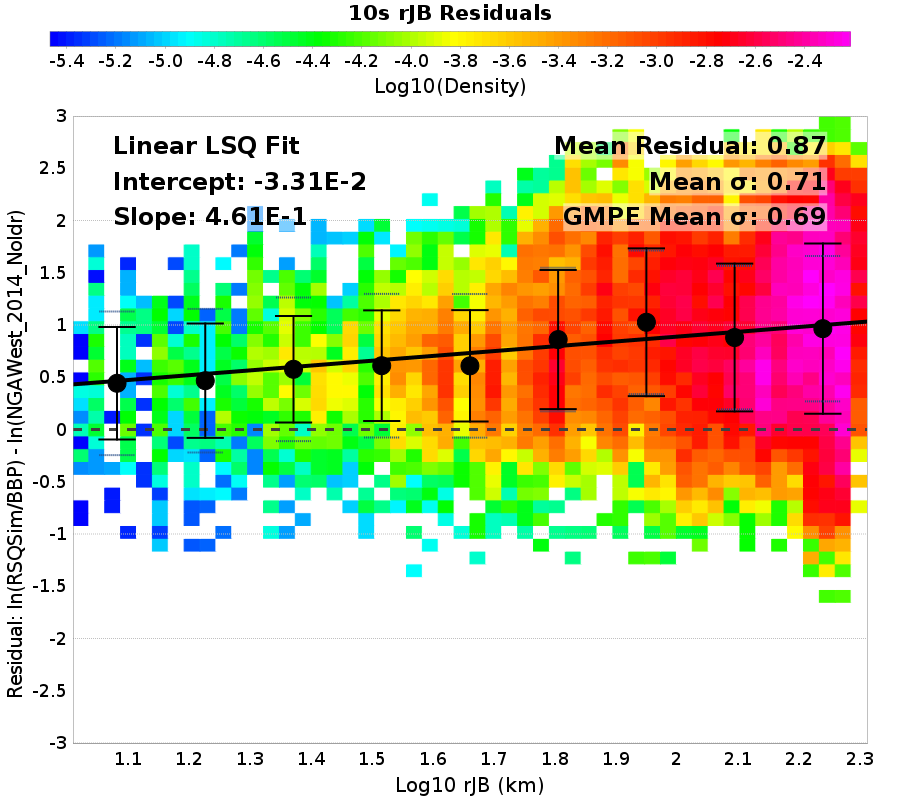 10s rJB Residuals
-5.4 -5.2 -5.0 -4.8 -4.6 -4.4 -4.2 -4.0 -3.8 -3.6 -3.4 -3.2 -3.0 -2.8 -2.6 -2.4
Log10(Density)
Linear LSQ Fit
Intercept: -3.31E-2
Slope: 4.61E-1
Mean Residual: 0.87
Mean σ: 0.71
GMPE Mean σ: 0.69
Residual: ln(RSQSim/BBP) - ln(NGAWest_2014_NoIdr)
3
2.5
2
1.5
1
0.5
0
-0.5
-1
-1.5
-2
-2.5
-3
1.1 1.2 1.3 1.4 1.5 1.6 1.7 1.8 1.9 2 2.1 2.2 2.3
Log10 rJB (km)